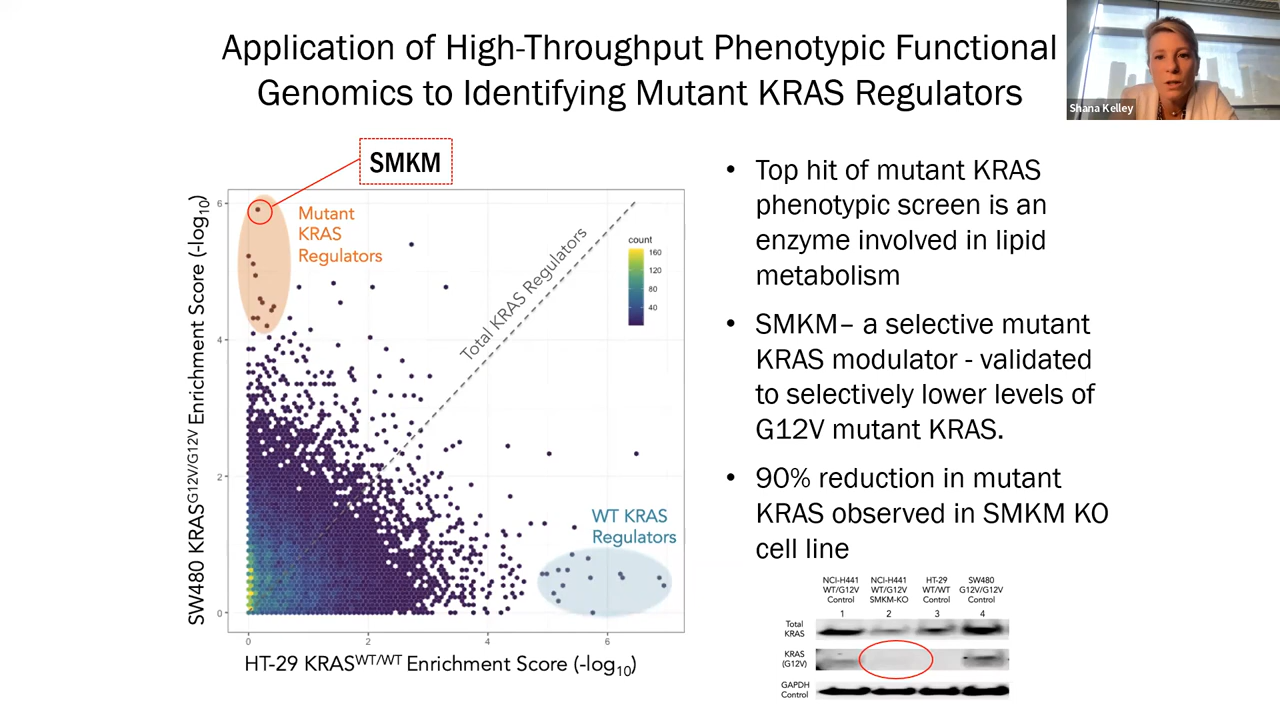 Application of High-Throughput Phenotypic Functional
Genomics to Identifying Mutant KRAS Regulators
Shana Kelley
SMKM
Mutant
KRAS
Regulators
Total KRAS Regulators
count
160
120
80
40
WT KRAS
Regulators
6
4
2
0
0
2
4
6
SW480 KRASG12V/G12V Enrichment Score (-log10)
HT-29 KRASWT/WT Enrichment Score (-log10)
• Top hit of mutant KRAS
phenotypic screen is an
enzyme involved in lipid
metabolism
• SMKM– a selective mutant
KRAS modulator - validated
to selectively lower levels of
G12V mutant KRAS.
• 90% reduction in mutant
KRAS observed in SMKM KO
cell line
NCI-H441
WT/G12V
Control
1
NCI-H441
WT/G12V
SMKM-KO
2
HT-29
WT/WT
Control
3
SW480
G12V/G12V
Control
4
Total
KRAS
KRAS
(G12V)
GAPDH
Control